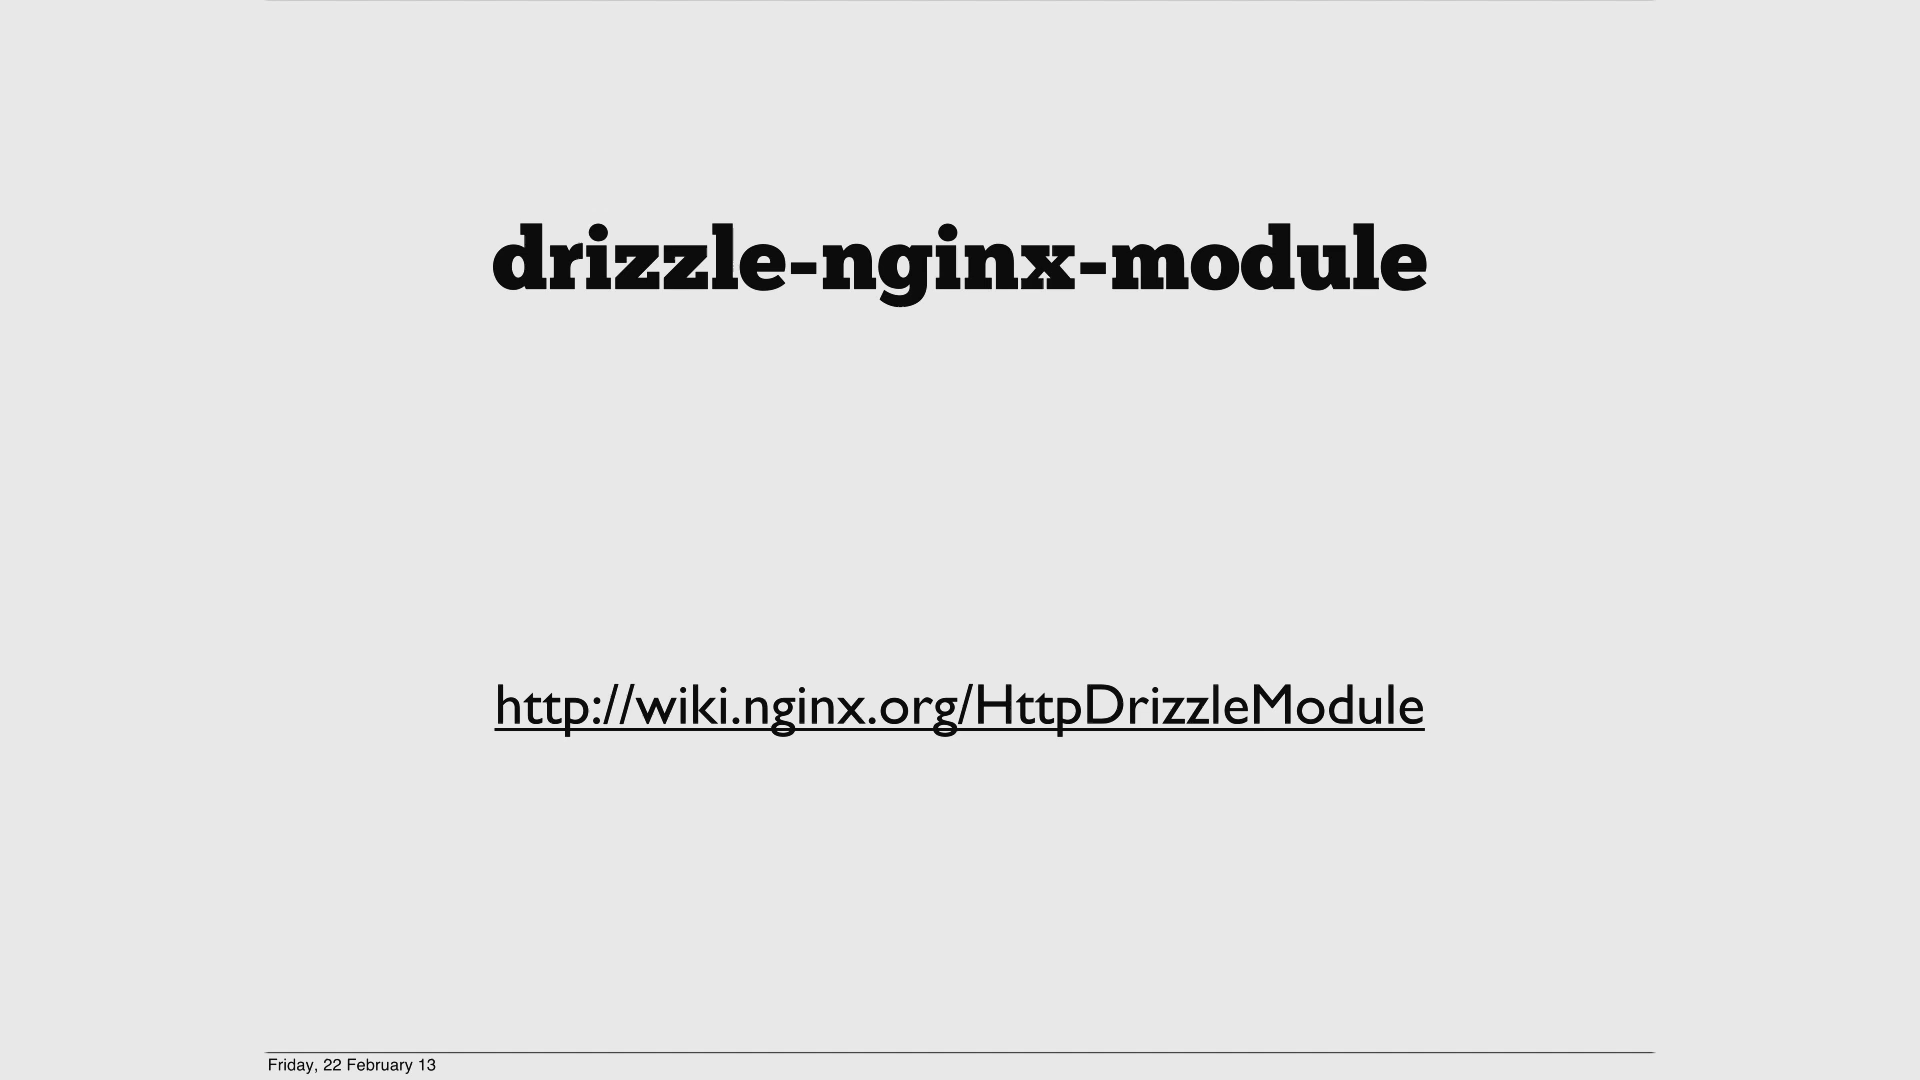 drizzle-nginx-module
http://wiki.nginx.org/HttpDrizzleModule
Friday, 22 February 13